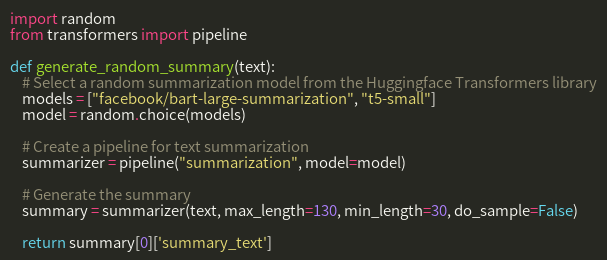 import random
from transformers import pipeline

def generate_random_summary(text):
    # Select a random summarization model from the Huggingface Transformers library
    models = ["facebook/bart-large-summarization", "t5-small"]
    model = random.choice(models)

    # Create a pipeline for text summarization
    summarizer = pipeline("summarization", model=model)

    # Generate the summary
    summary = summarizer(text, max_length=130, min_length=30, do_sample=False)

    return summary[0]['summary_text']